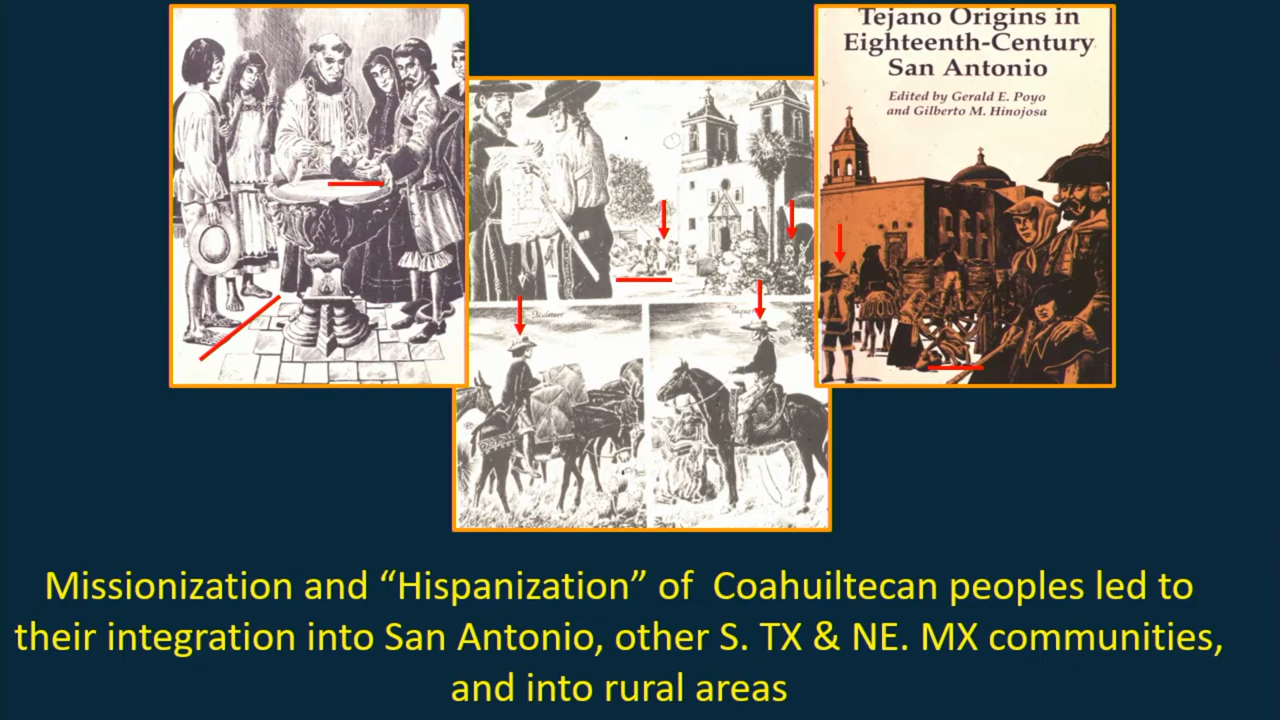 Tejano Origins in
Eighteenth-Century
San Antonio
Edited by Gerald E. Poyo
and Gilberto M. Hinojosa
Missionization and “Hispanization” of Coahuiltecan peoples led to
their integration into San Antonio, other S. TX & NE. MX communities,
and into rural areas